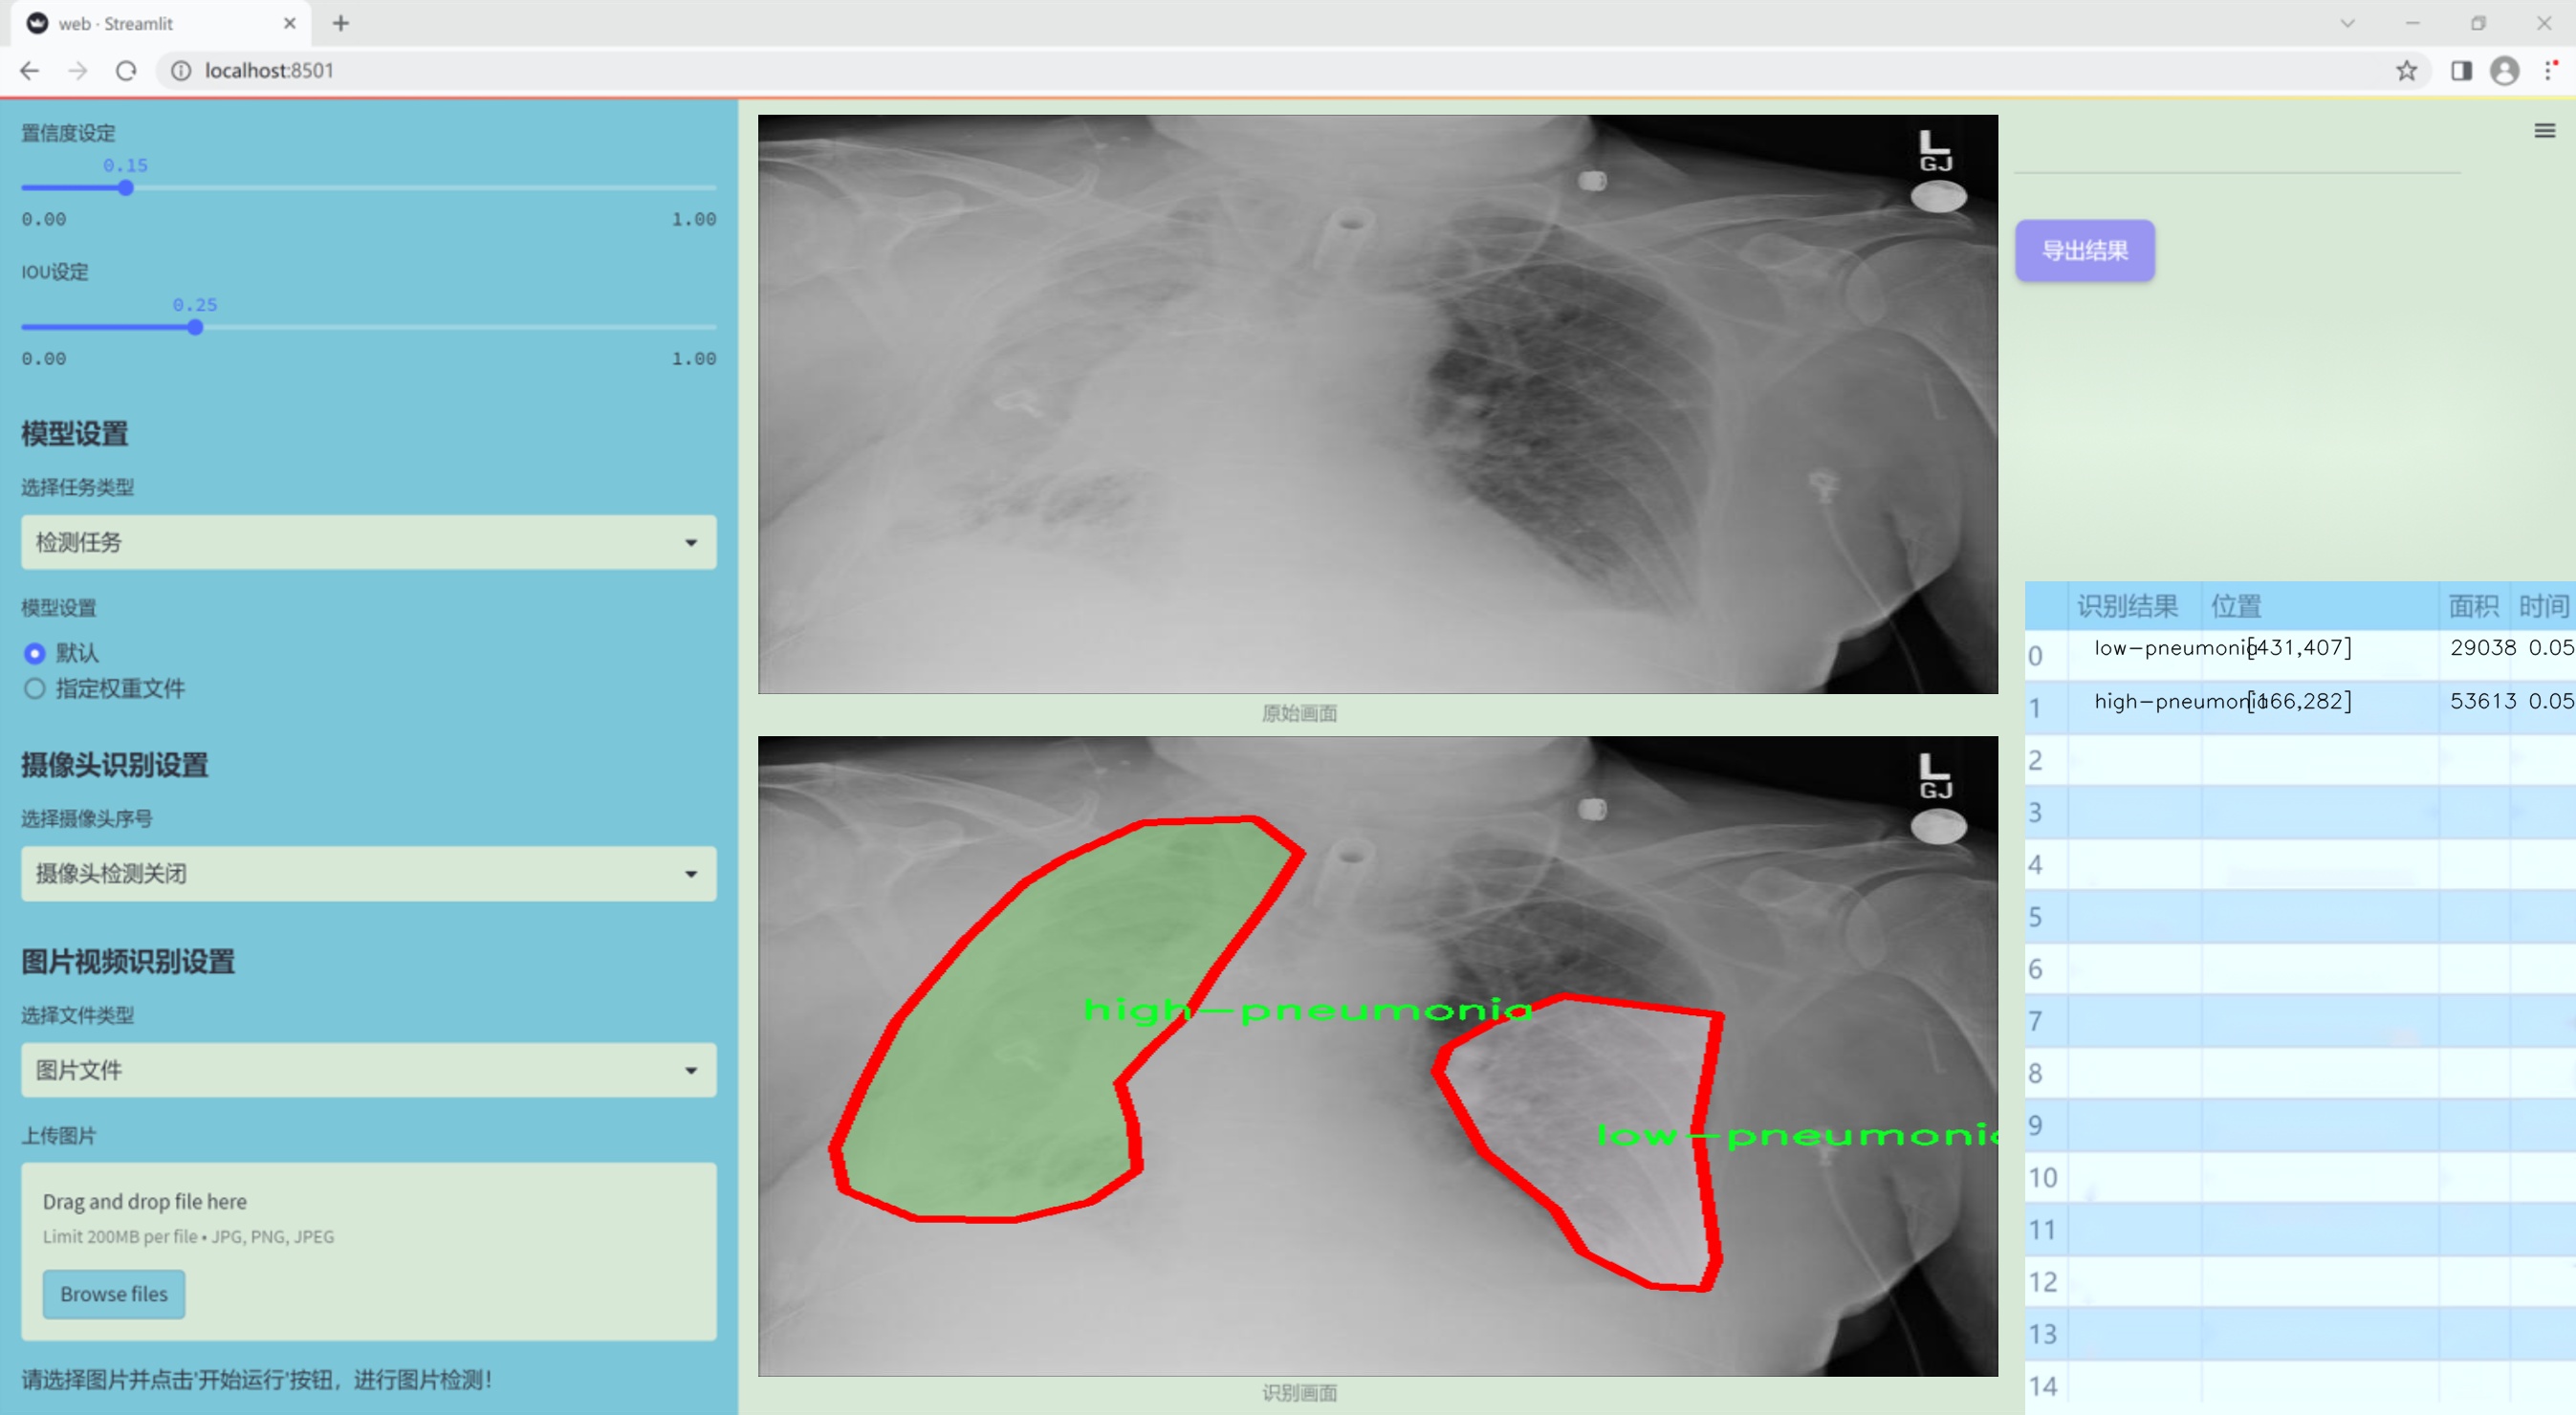 web · Streamlit
localhost:8501
置信度设定
0.15
0.00 1.00
IOU设定
0.25
0.00 1.00
模型设置
选择任务类型
检测任务
模型设置
默认
指定权重文件
摄像头识别设置
选择摄像头序号
摄像头检测关闭
图片视频识别设置
选择文件类型
图片文件
上传图片
Drag and drop file here
Limit 200MB per file • JPG, PNG, JPEG
Browse files
请选择图片并点击'开始运行'按钮，进行图片检测！
L
GJ
原始画面
L
GJ
high-pneumonia
low-pneumonia
识别画面
导出结果
识别结果 位置 面积 时间
0 low-pneumonia [431,407] 29038 0.05
1 high-pneumonia [166,282] 53613 0.05
2
3
4
5
6
7
8
9
10
11
12
13
14